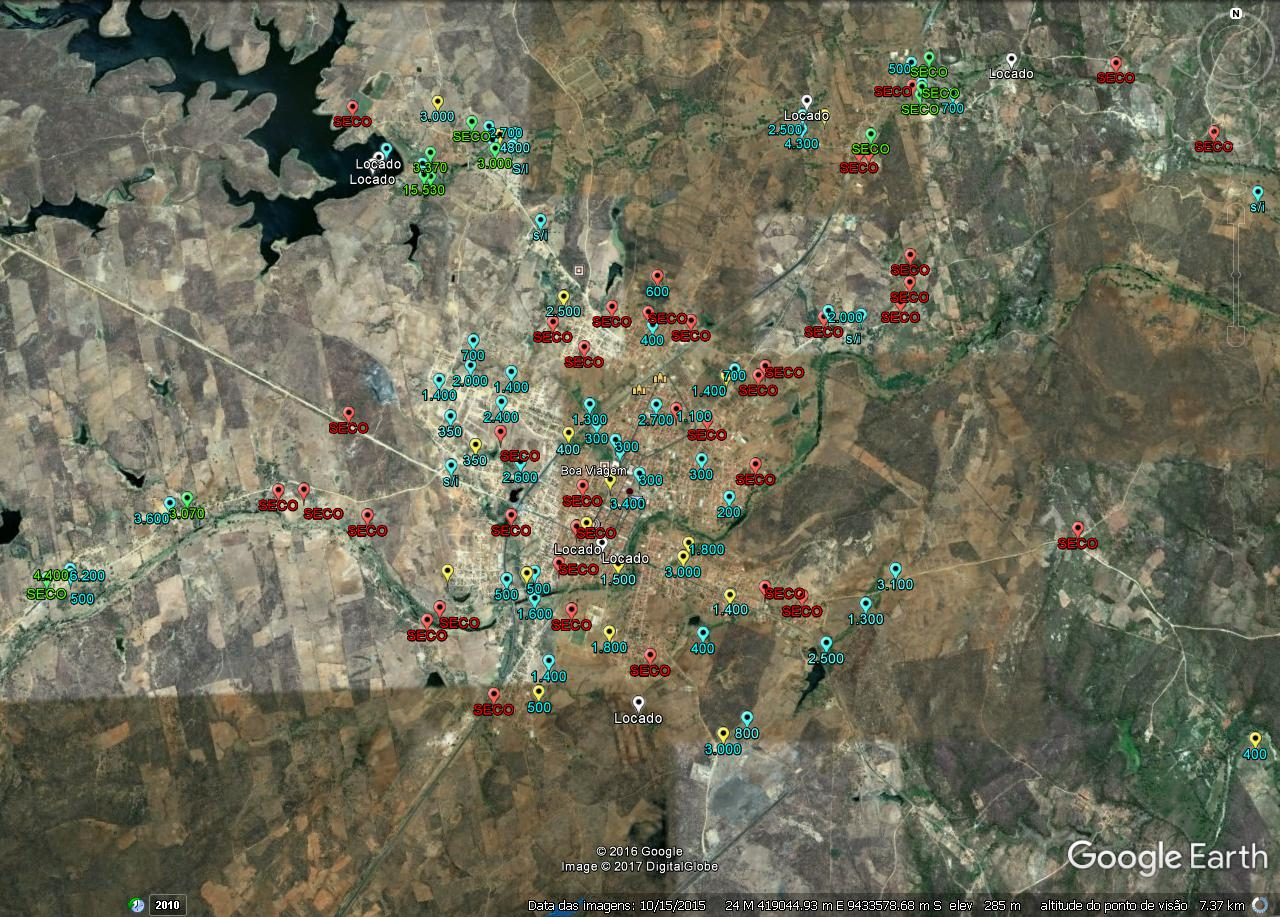 N
500
SECO
Locado
SECO
SECO
SECO
3.000
Locado
SECO
700
SECO
2.500
SECO
2.700
4.300
SECO
4800
SECO
Locado
3.370
3.000
S/I
SECO
Locado
15.530
s/i
s/i
SECO
600
SECO
2.500
SECO
SECO
2.000
SECO
SECO
SECO
400
SECO
SECO
s/i
700
SECO
2.000
1.400
700
SECO
1.400
1.400
SECO
2.400
1.300
2.700
1.100
350
SECO
400
300
300
SECO
350
SECO
Boa Viagem
300
s/i
2.600
300
SECO
SECO
SECO
3.400
200
3.600
3.070
SECO
SECO
SECO
SECO
SECO
Locado
Locado
1.800
4.400
6.200
SECO
1.500
3.000
3.100
SECO
500
500
500
SECO
1.600
1.400
SECO
1.300
SECO
SECO
SECO
1.800
400
2.500
SECO
1.400
SECO
500
Locado
800
3.000
400
© 2016 Google
Image © 2017 DigitalGlobe
Google Earth
2010
Data das imagens: 10/15/2015 24 M 419044.93 m E 9433578.68 m S elev 285 m altitude do ponto de visão 7.37 km